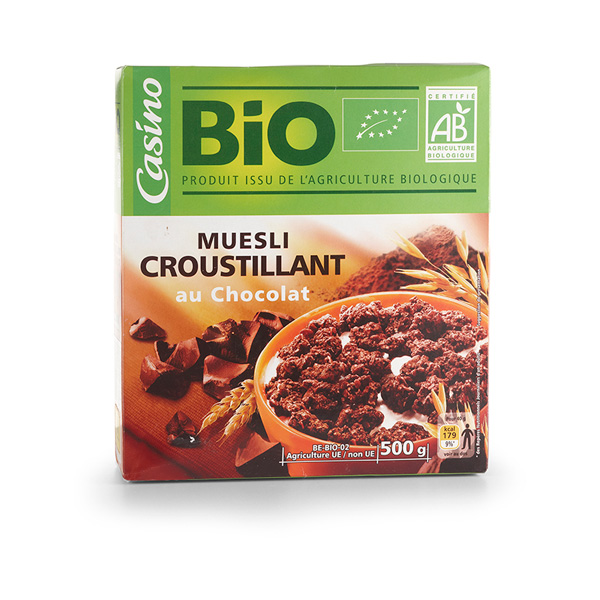 Casino
BiO
CERTIFIÉ
AB
AGRICULTURE
BIOLOGIQUE
PRODUIT ISSU DE L'AGRICULTURE BIOLOGIQUE
MUESLI
CROUSTILLANT
au Chocolat
BE-BIO-02
Agriculture UE / non UE
500 g
kcal
179
9%*